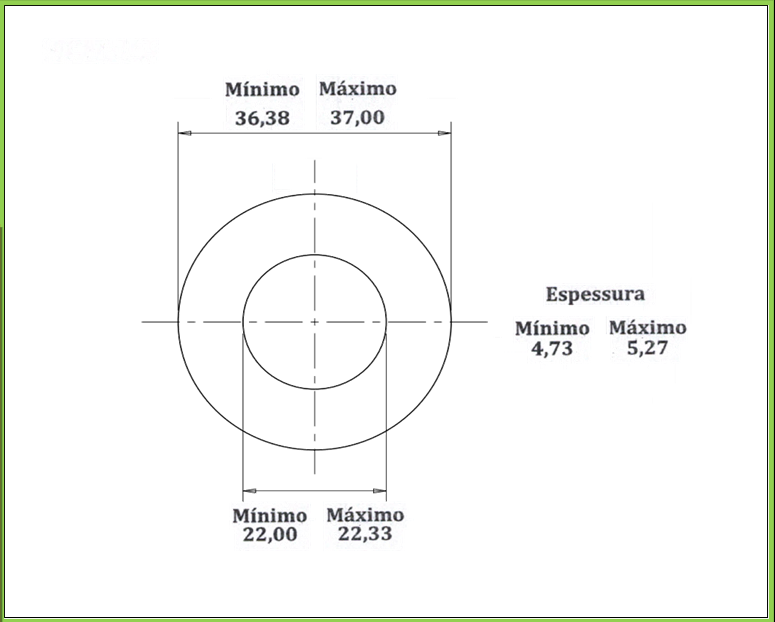 Mínimo Máximo
36,38 37,00
Espessura
Mínimo Máximo
4,73 5,27
Mínimo Máximo
22,00 22,33